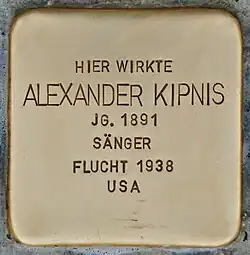 HIER WIRKTE
ALEXANDER KIPNIS
JG. 1891
SÄNGER
FLUCHT 1938
USA